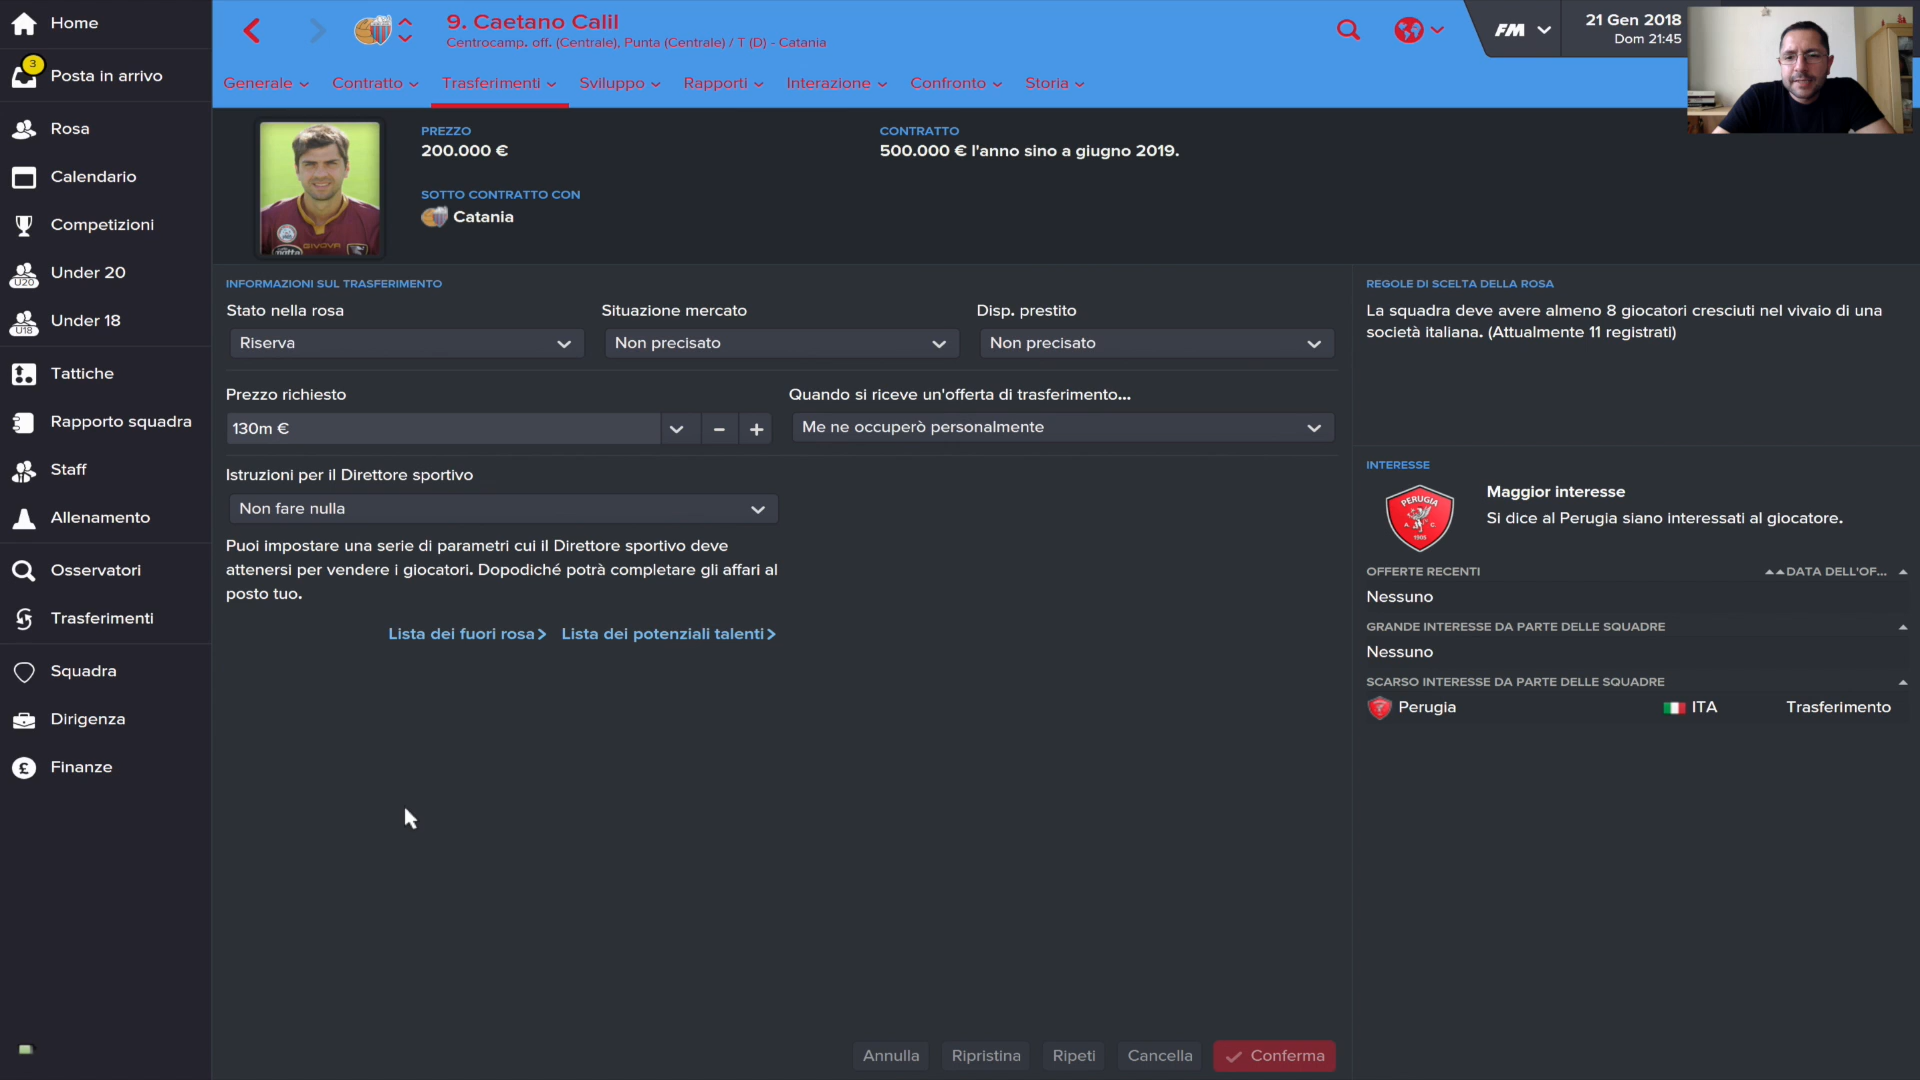 Home
3
Posta in arrivo
Rosa
Calendario
Competizioni
U20
Under 20
U18
Under 18
Tattiche
Rapporto squadra
Staff
Allenamento
Osservatori
Trasferimenti
Squadra
Dirigenza
Finanze
9. Caetano Calil
Centrocamp. off. (Centrale), Punta (Centrale) / T (D) - Catania
FM
21 Gen 2018
Dom 21:45
Generale
Contratto
Trasferimenti
Sviluppo
Rapporti
Interazione
Confronto
Storia
GIVOVA
PREZZO
200.000 €
SOTTO CONTRATTO CON
Catania
CONTRATTO
500.000 € l'anno sino a giugno 2019.
INFORMAZIONI SUL TRASFERIMENTO
Stato nella rosa
Situazione mercato
Disp. prestito
Riserva
Non precisato
Non precisato
Prezzo richiesto
Quando si riceve un'offerta di trasferimento...
130m €
Me ne occuperò personalmente
Istruzioni per il Direttore sportivo
Non fare nulla
Puoi impostare una serie di parametri cui il Direttore sportivo deve
attenersi per vendere i giocatori. Dopodiché potrà completare gli affari al
posto tuo.
Lista dei fuori rosa
Lista dei potenziali talenti
REGOLE DI SCELTA DELLA ROSA
La squadra deve avere almeno 8 giocatori cresciuti nel vivaio di una
società italiana. (Attualmente 11 registrati)
INTERESSE
PERUGIA
A. C.
1905
Maggior interesse
Si dice al Perugia siano interessati al giocatore.
OFFERTE RECENTI
DATA DELL'OF...
Nessuno
GRANDE INTERESSE DA PARTE DELLE SQUADRE
Nessuno
SCARSO INTERESSE DA PARTE DELLE SQUADRE
Perugia
ITA
Trasferimento
Annulla
Ripristina
Ripeti
Cancella
Conferma